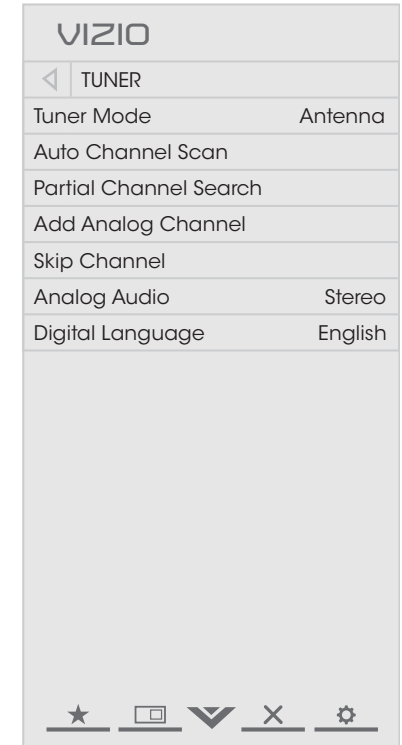 VIZIO
TUNER
Tuner Mode Antenna
Auto Channel Scan
Partial Channel Search
Add Analog Channel
Skip Channel
Analog Audio Stereo
Digital Language English